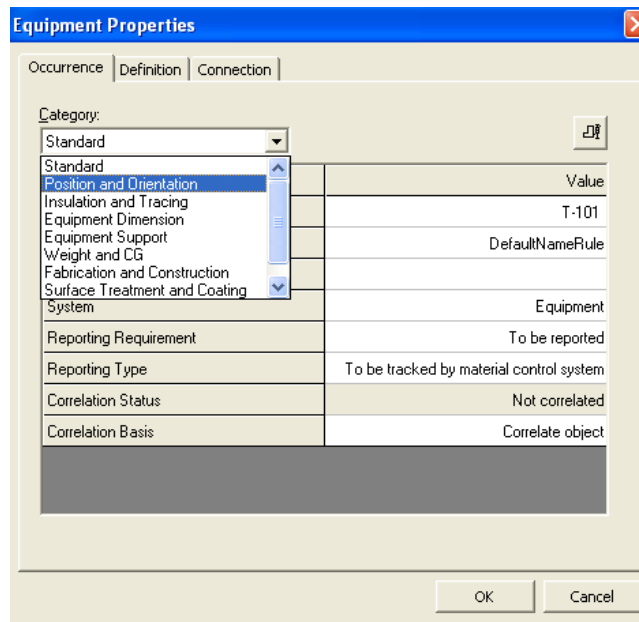 Equipment Properties
Occurrence Definition Connection
Category:
Standard
Standard
Position and Orientation
Insulation and Tracing
Equipment Dimension
Equipment Support
Weight and CG
Fabrication and Construction
Surface Treatment and Coating
Value
T-101
DefaultNameRule
System Equipment
Reporting Requirement To be reported
Reporting Type To be tracked by material control system
Correlation Status Not correlated
Correlation Basis Correlate object
OK Cancel